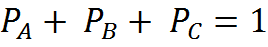 P_A + P_B + P_C = 1